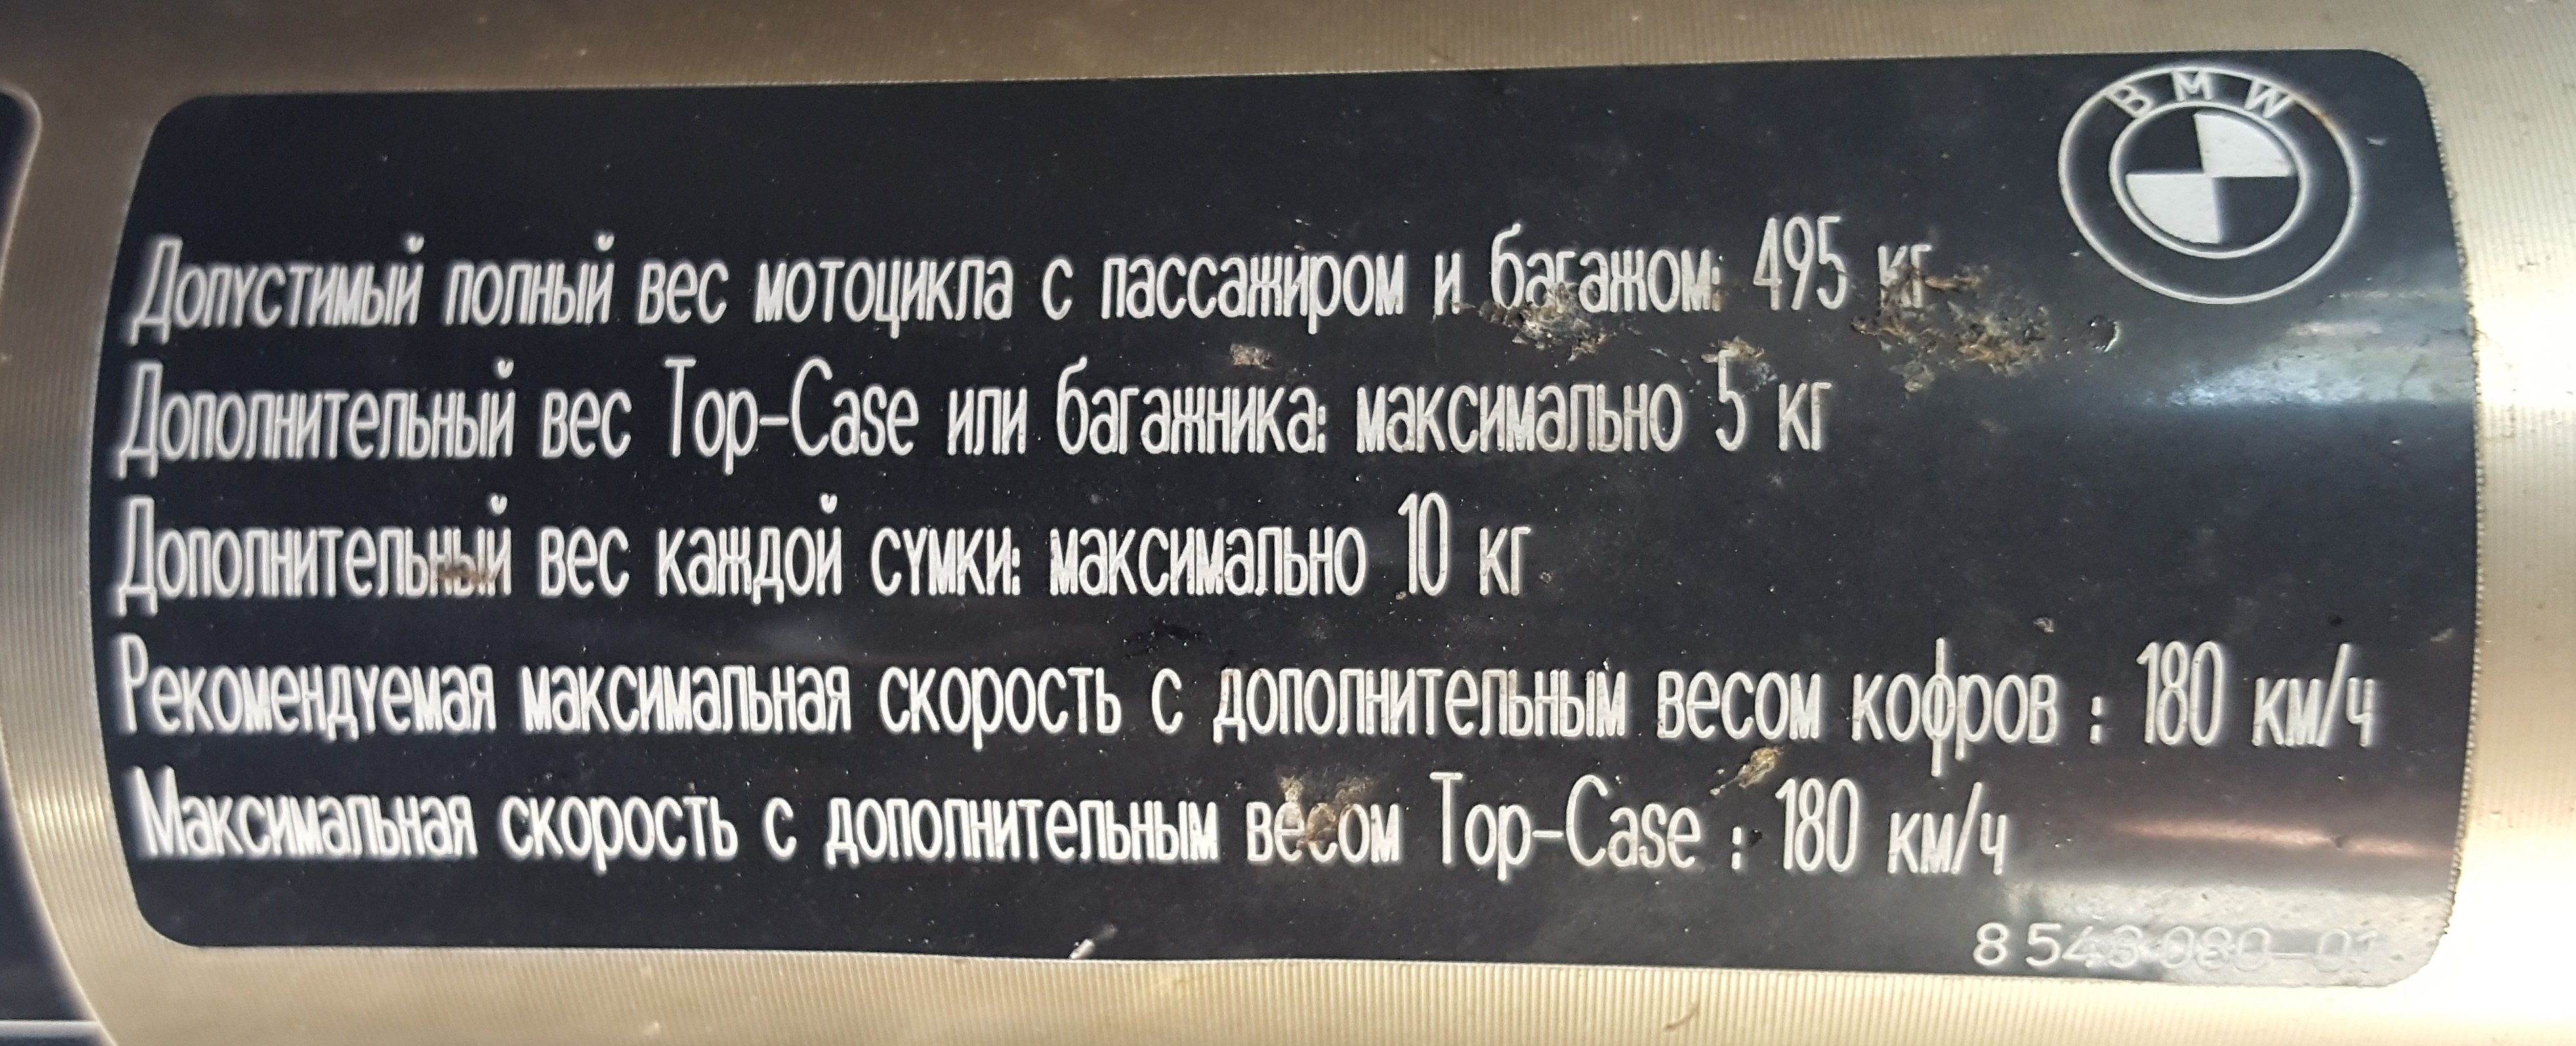 BMW
Допустимый полный вес мотоцикла с пассажиром и багажом: 495 кг
Дополнительный вес Top-Case или багажника: максимально 5 кг
Дополнительный вес каждой сумки: максимально 10 кг
Рекомендуемая максимальная скорость с дополнительным весом кофров : 180 км/ч
Максимальная скорость с дополнительным весом Top-Case : 180 км/ч